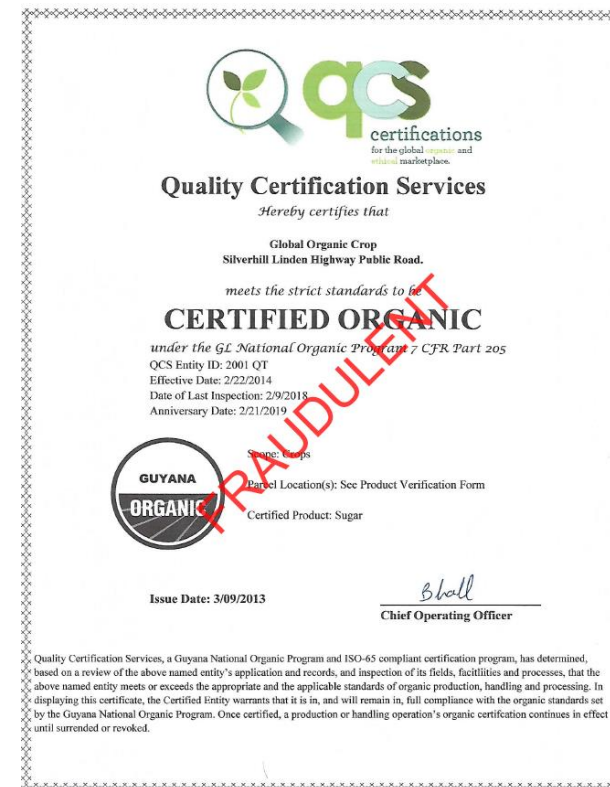 qcs
certifications
for the global organic and
ethical marketplace.
Quality Certification Services
Hereby certifies that
Global Organic Crop
Silverhill Linden Highway Public Road.
meets the strict standards to be
CERTIFIED ORGANIC
under the GL National Organic Program 7 CFR Part 205
QCS Entity ID: 2001 QT
Effective Date: 2/22/2014
Date of Last Inspection: 2/9/2018
Anniversary Date: 2/21/2019
FRAUDULENT
Scope: Crops
GUYANA
ORGANIC
Parcel Location(s): See Product Verification Form
Certified Product: Sugar
Issue Date: 3/09/2013
Bhall
Chief Operating Officer
Quality Certification Services, a Guyana National Organic Program and ISO-65 compliant certification program, has determined,
based on a review of the above named entity's application and records, and inspection of its fields, facitliities and processes, that the
above named entity meets or exceeds the appropriate and the applicable standards of organic production, handling and processing. In
displaying this certificate, the Certified Entity warrants that it is in, and will remain in, full compliance with the organic standards set
by the Guyana National Organic Program. Once certified, a production or handling operation's organic certifcation continues in effect
until surrended or revoked.